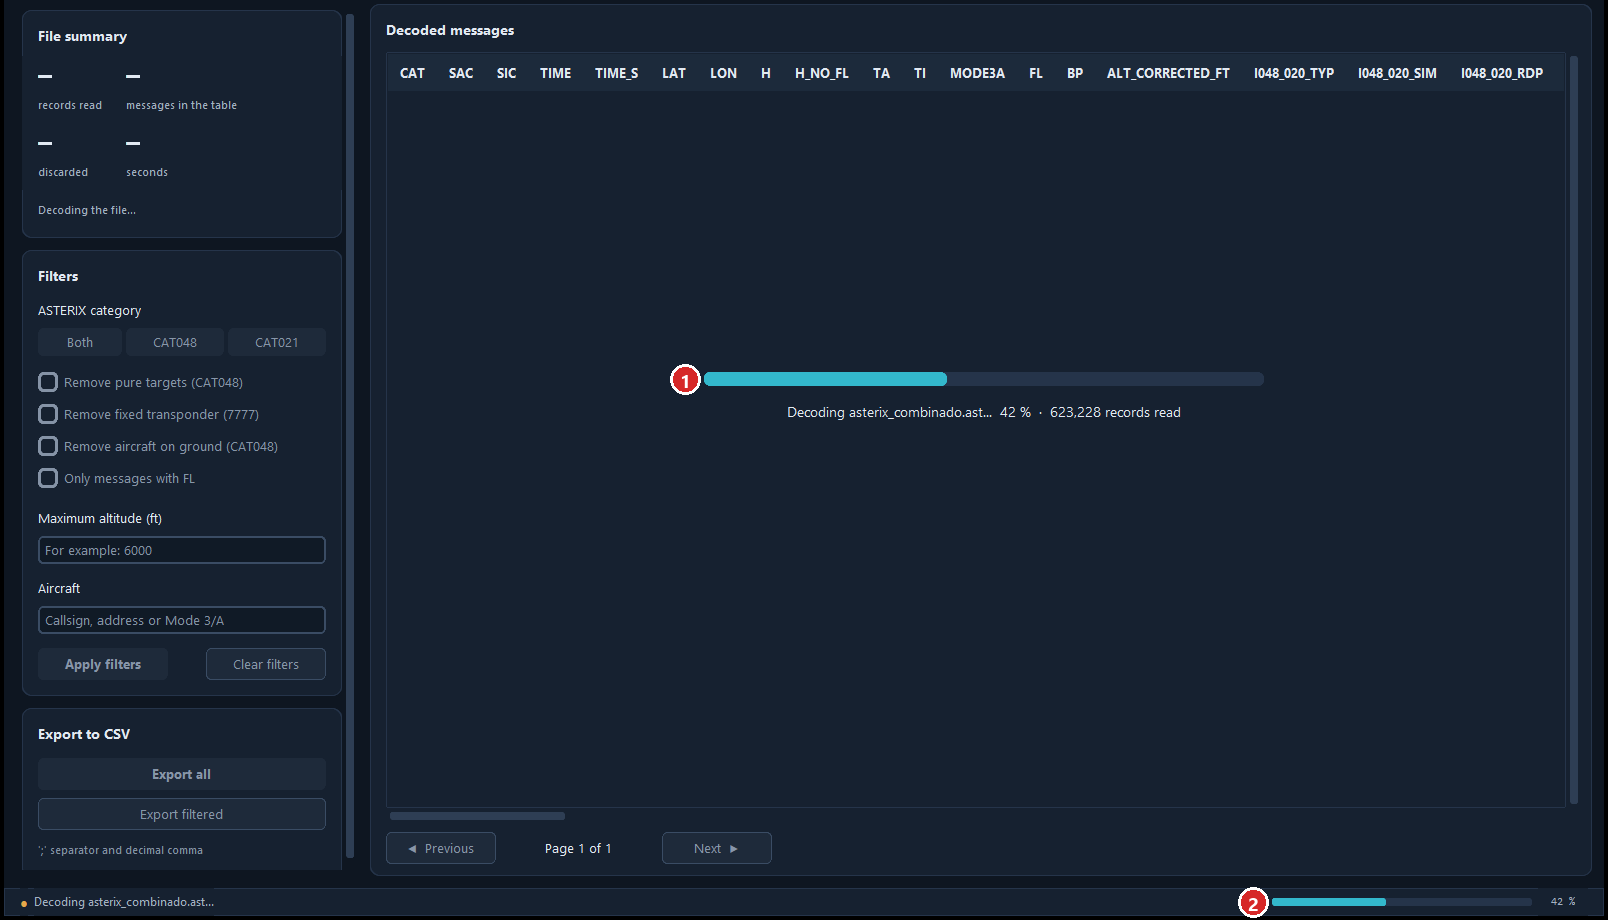 File summary
– –
records read messages in the table
– –
discarded seconds
Decoding the file...
Filters
ASTERIX category
Both CAT048 CAT021
Remove pure targets (CAT048)
Remove fixed transponder (7777)
Remove aircraft on ground (CAT048)
Only messages with FL
Maximum altitude (ft)
For example: 6000
Aircraft
Callsign, address or Mode 3/A
Apply filters Clear filters
Export to CSV
Export all
Export filtered
';' separator and decimal comma
Decoded messages
CAT SAC SIC TIME TIME_S LAT LON H H_NO_FL TA TI MODE3A FL BP ALT_CORRECTED_FT I048_020_TYP I048_020_SIM I048_020_RDP
1
Decoding asterix_combinado.ast... 42 % · 623,228 records read
◄ Previous Page 1 of 1 Next ►
Decoding asterix_combinado.ast... 2 42 %